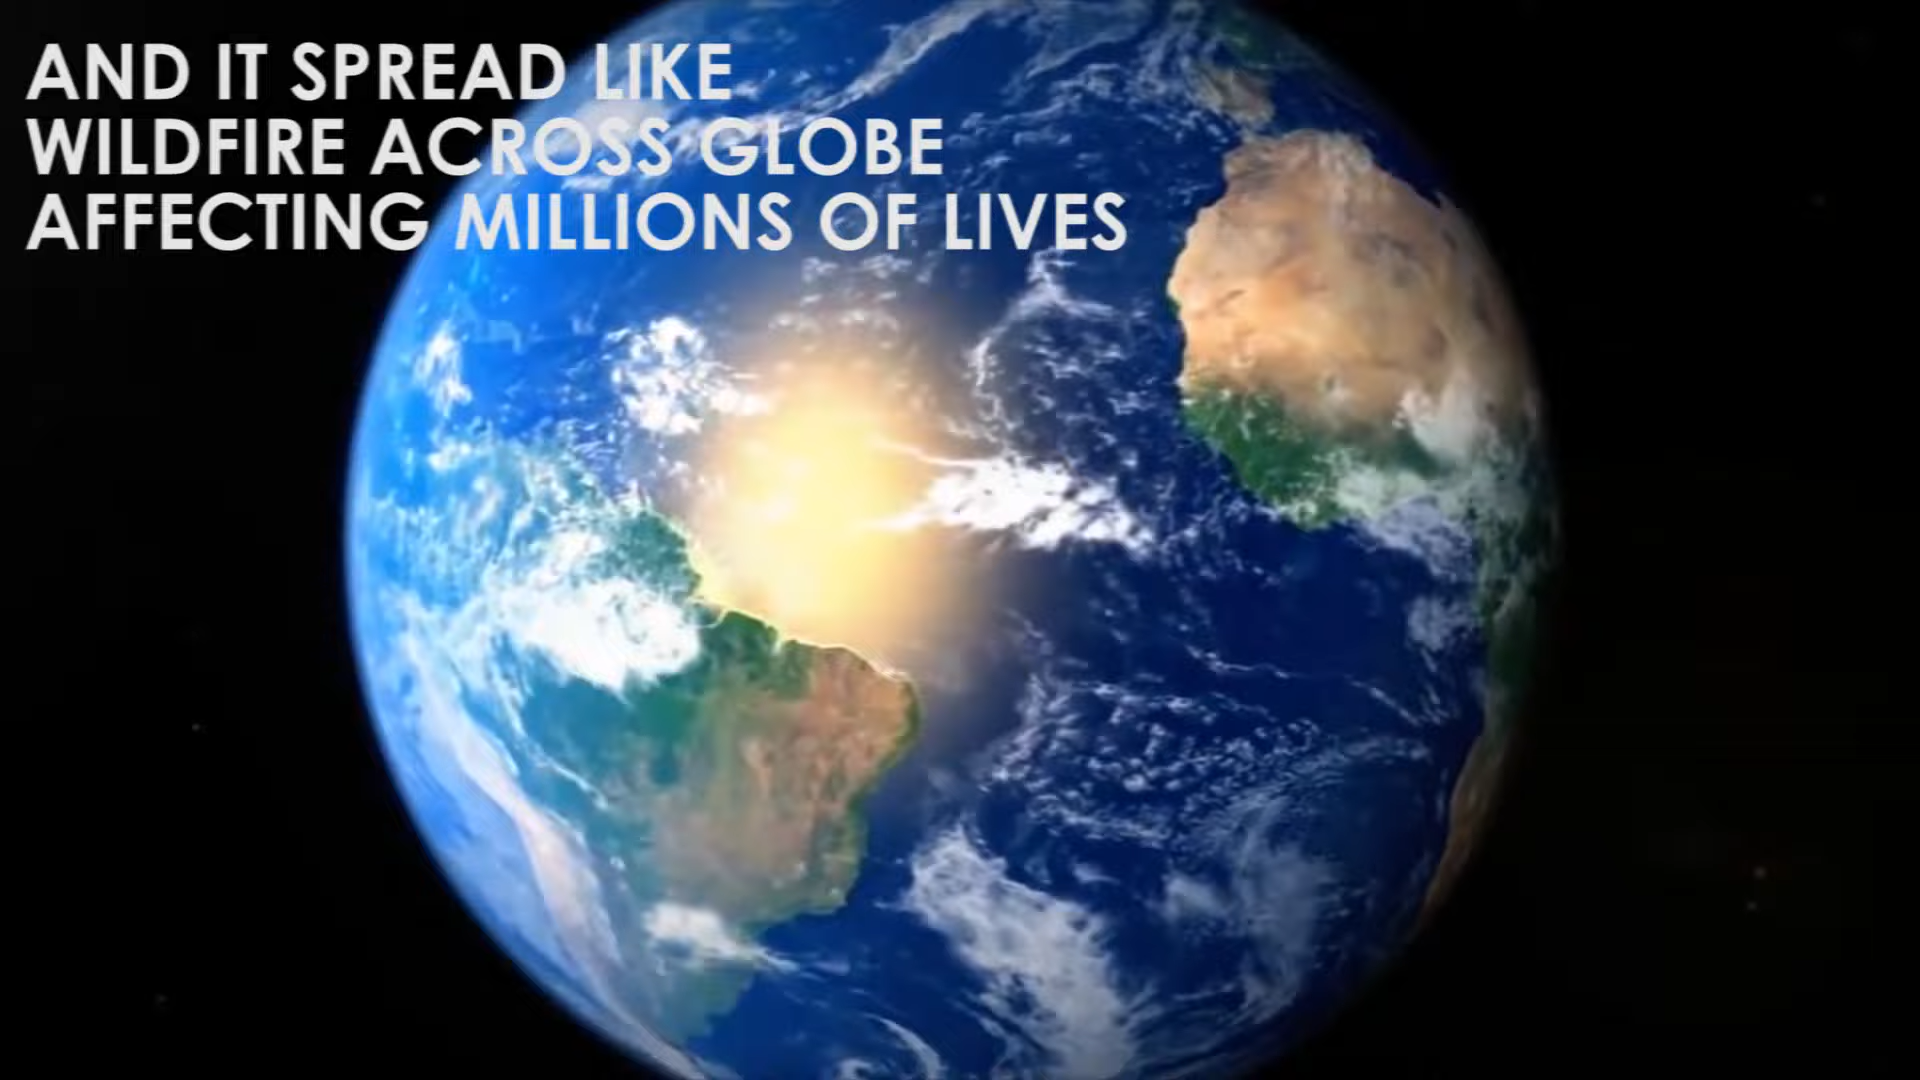 AND IT SPREAD LIKE
WILDFIRE ACROSS GLOBE
AFFECTING MILLIONS OF LIVES